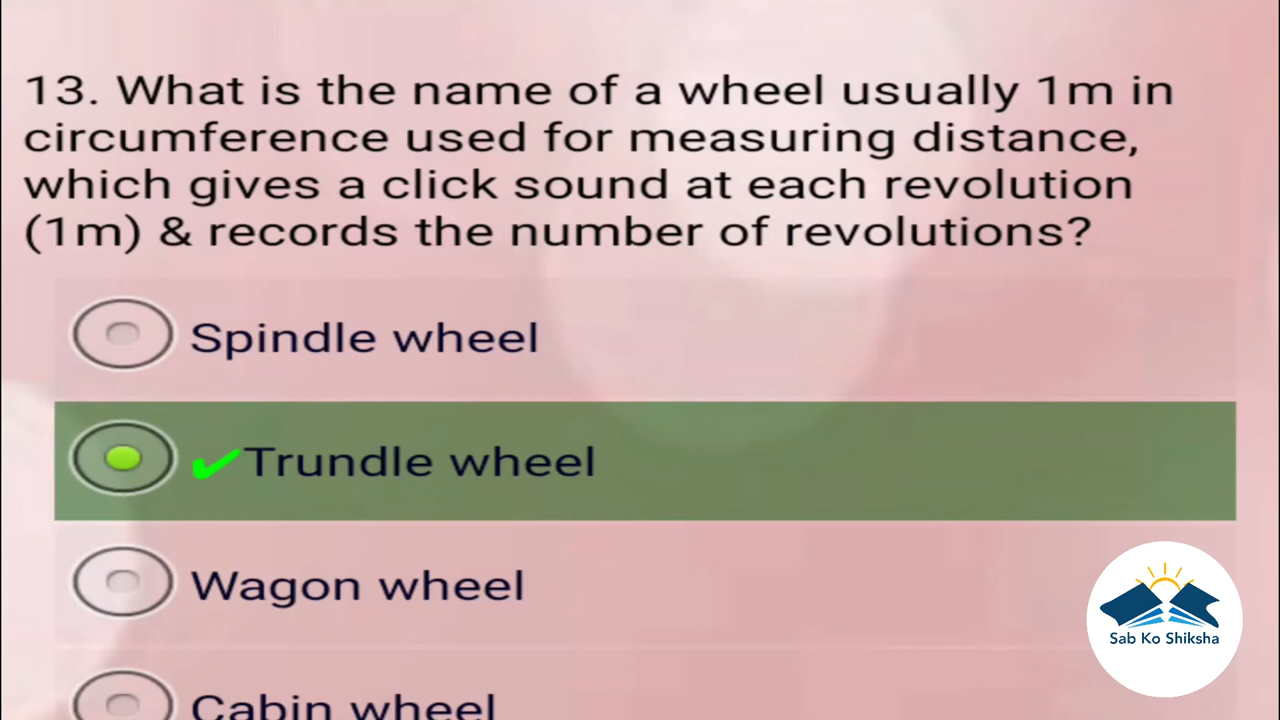 13. What is the name of a wheel usually 1m in
circumference used for measuring distance,
which gives a click sound at each revolution
(1m) & records the number of revolutions?
Spindle wheel
✔Trundle wheel
Wagon wheel
Cabin wheel
Sab Ko Shiksha